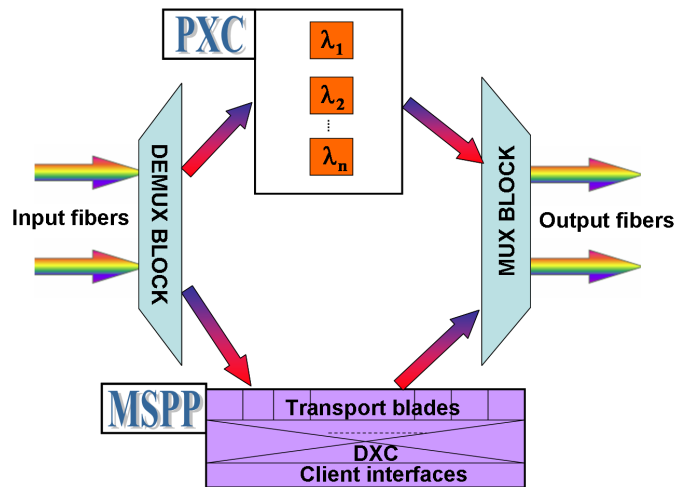 PXC
λ1
λ2
λn
DEMUX BLOCK
MUX BLOCK
Input fibers
Output fibers
MSPP
Transport blades
DXC
Client interfaces